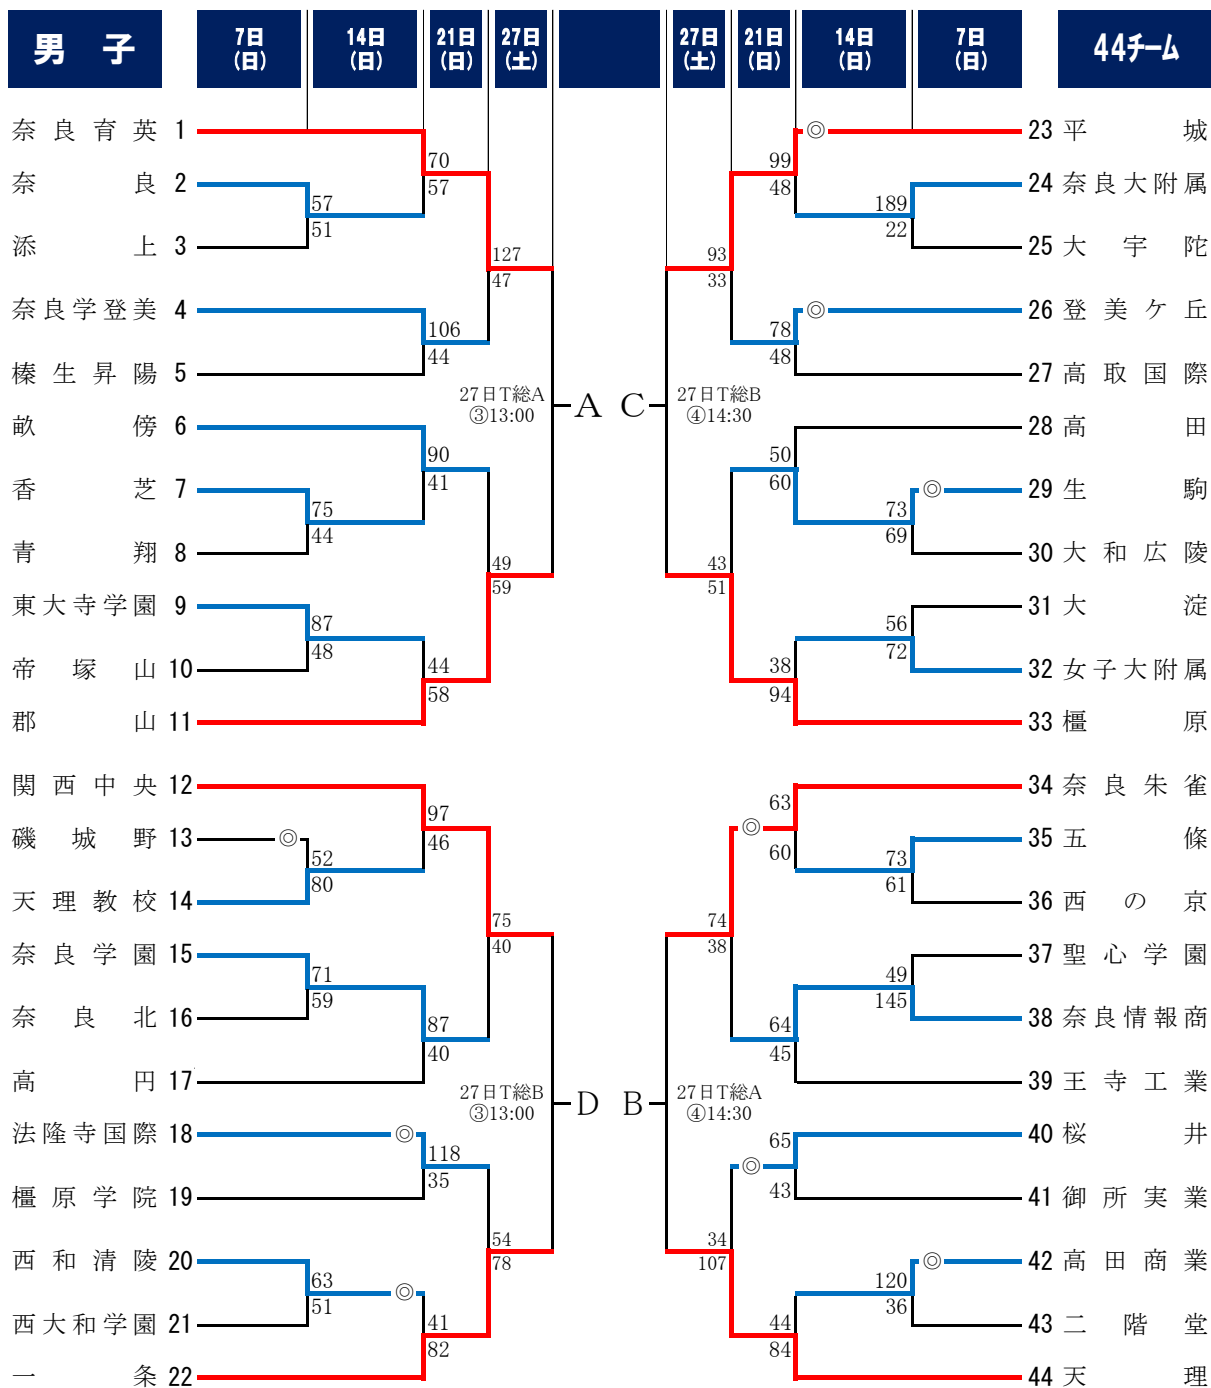 男子
7日
(日)
14日
(日)
21日
(日)
27日
(土)
27日
(土)
21日
(日)
14日
(日)
7日
(日)
44チーム
奈良育英 1
奈良 2
添上 3
奈良学登美 4
榛生昇陽 5
畝傍 6
香芝 7
青翔 8
東大寺学園 9
帝塚山 10
郡山 11
57
51
75
44
87
48
70
57
106
44
90
41
44
58
127
47
49
59
27日T総A
③13:00
A
関西中央 12
磯城野 13
天理教校 14
奈良学園 15
奈良北 16
高円 17
法隆寺国際 18
橿原学院 19
西和清陵 20
西大和学園 21
一条 22
◎
52
80
71
59
63
51
◎
◎
97
46
87
40
118
35
41
82
75
40
54
78
27日T総B
③13:00
D
C
27日T総B
④14:30
93
33
43
51
99
48
78
48
50
60
38
94
◎
◎
189
22
73
69
◎
56
72
23 平城
24 奈良大附属
25 大宇陀
26 登美ケ丘
27 高取国際
28 高田
29 生駒
30 大和広陵
31 大淀
32 女子大附属
33 橿原
B
27日T総A
④14:30
74
38
34
107
◎
◎
63
60
64
45
65
43
44
84
73
61
49
145
120
36
◎
34 奈良朱雀
35 五條
36 西の京
37 聖心学園
38 奈良情報商
39 王寺工業
40 桜井
41 御所実業
42 高田商業
43 二階堂
44 天理